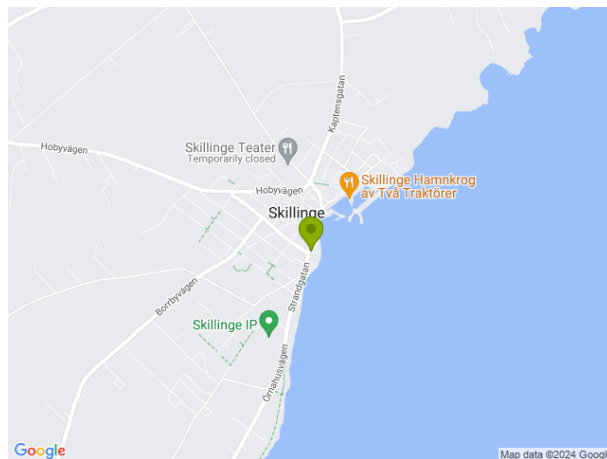 Kaptensgatan
Skillinge Teater
Temporarily closed
Hobyvägen
Skillinge Hamnkrog
av Två Traktörer
Hobyvägen
Skillinge
Borrbyvägen
Strandgatan
Skillinge IP
Örnahusvägen
Google
Map data ©2024 Google